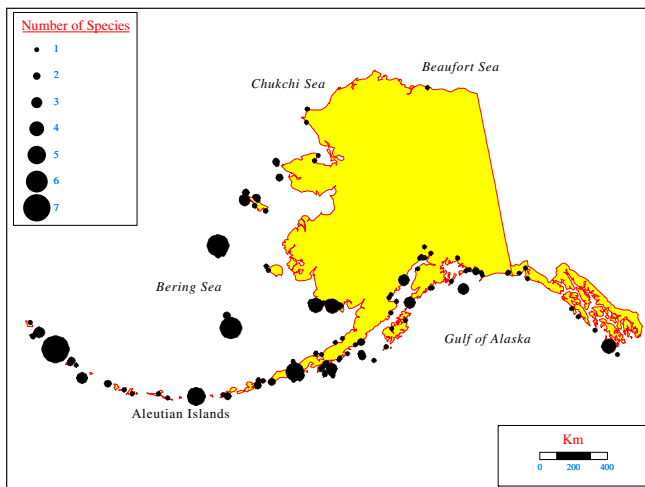 Number of Species
1
2
3
4
5
6
7
Beaufort Sea
Chukchi Sea
Bering Sea
Gulf of Alaska
Aleutian Islands
Km
0 200 400